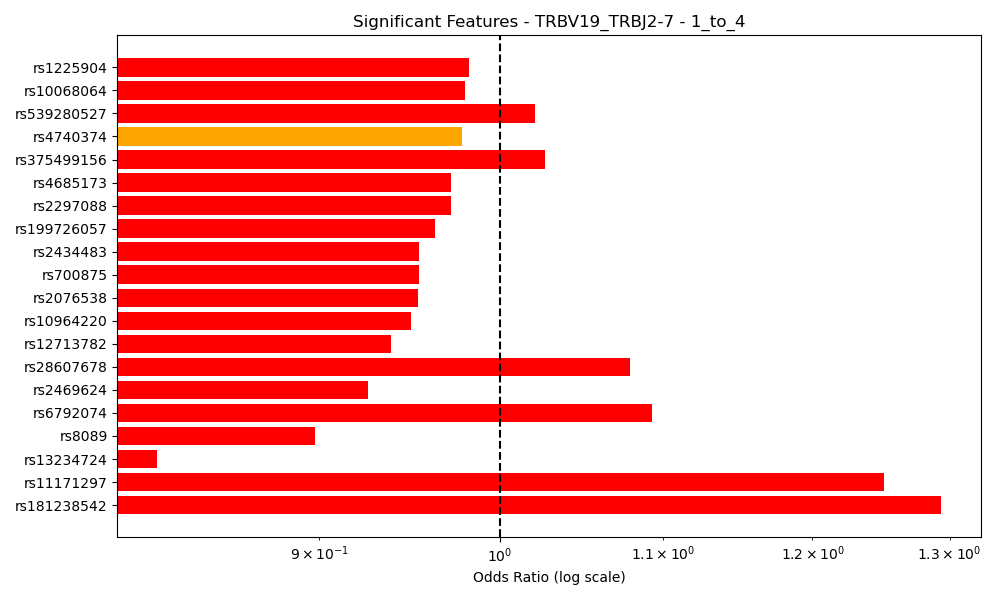 Significant Features - TRBV19_TRBJ2-7 - 1_to_4
rs1225904
rs10068064
rs539280527
rs4740374
rs375499156
rs4685173
rs2297088
rs199726057
rs2434483
rs700875
rs2076538
rs10964220
rs12713782
rs28607678
rs2469624
rs6792074
rs8089
rs13234724
rs11171297
rs181238542
9 × 10⁻¹ 10⁰ 1.1 × 10⁰ 1.2 × 10⁰ 1.3 × 10⁰
Odds Ratio (log scale)